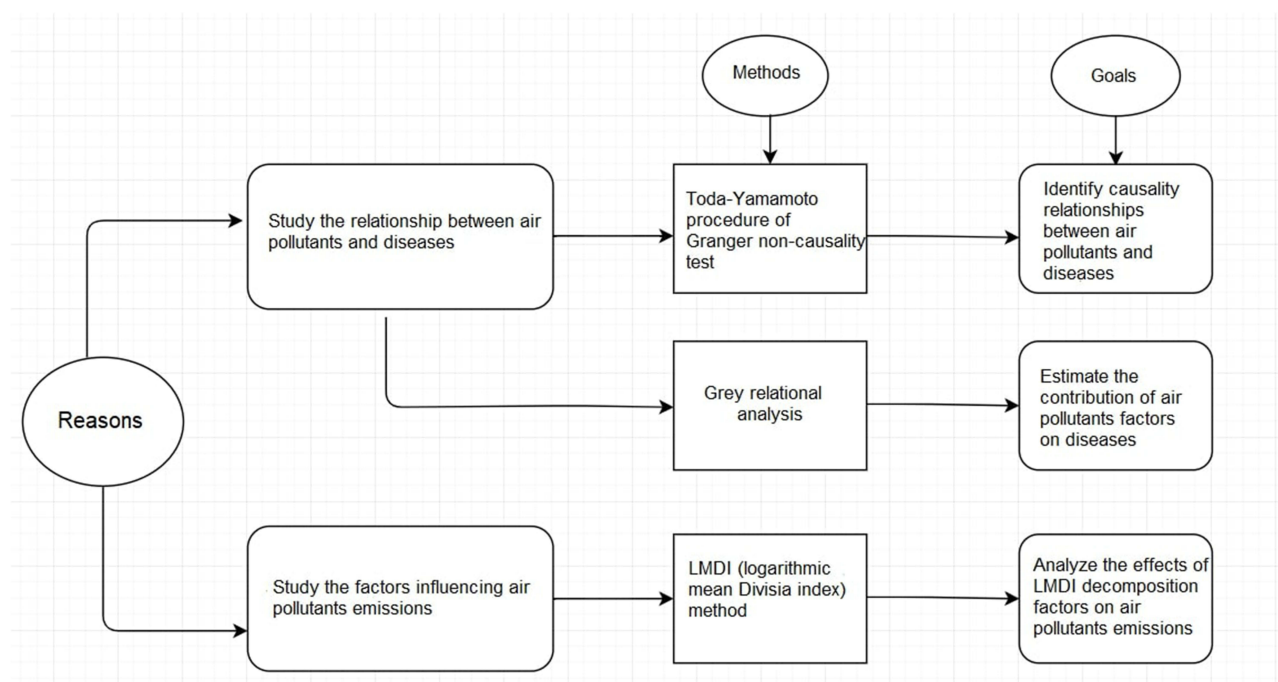 Methods
Goals
Study the relationship between air
pollutants and diseases
Toda-Yamamoto
procedure of
Granger non-causality
test
Identify causality
relationships
between air
pollutants and
diseases
Reasons
Grey relational
analysis
Estimate the
contribution of air
pollutants factors
on diseases
Study the factors influencing air
pollutants emissions
LMDI (logarithmic
mean Divisia index)
method
Analyze the effects of
LMDI decomposition
factors on air
pollutants emissions